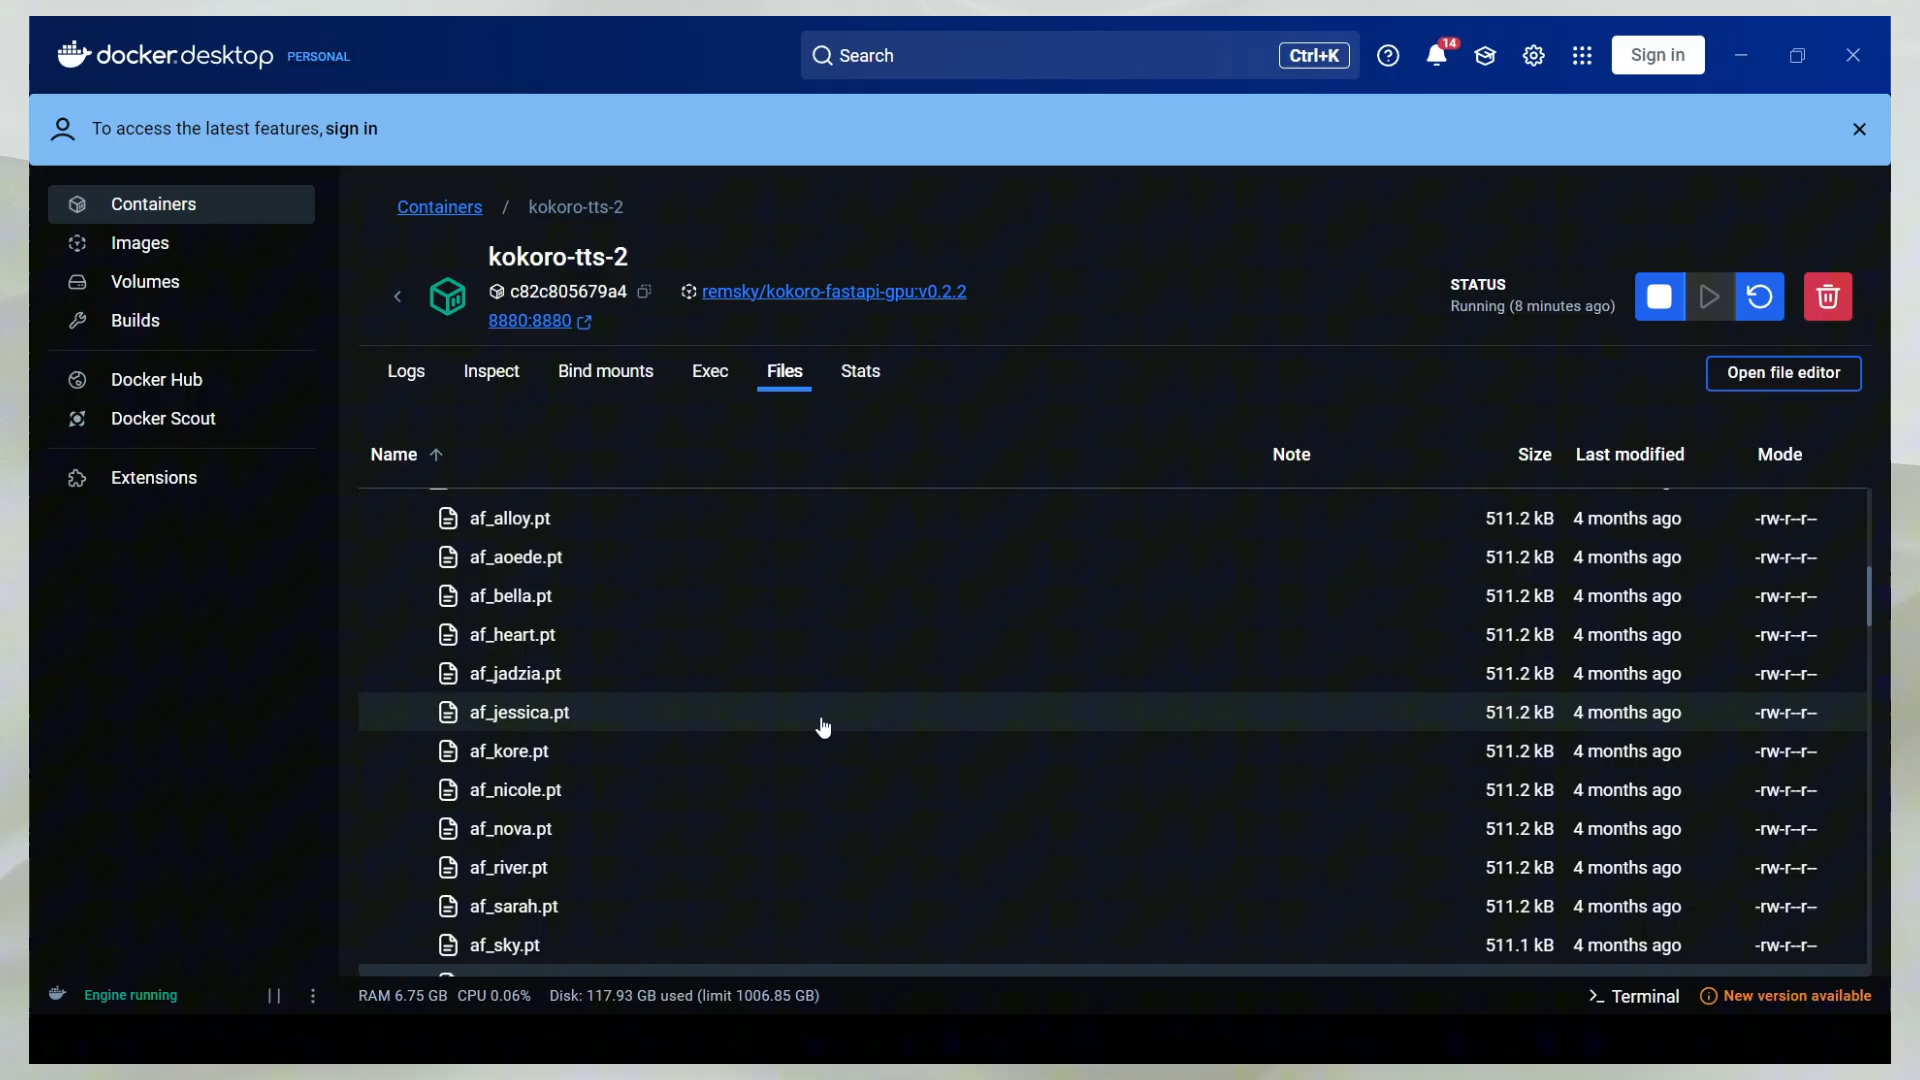 docker.desktop PERSONAL
Search Ctrl+K
14
Sign in
To access the latest features, sign in
Containers
Images
Volumes
Builds
Docker Hub
Docker Scout
Extensions
Containers / kokoro-tts-2
kokoro-tts-2
c82c805679a4 remsky/kokoro-fastapi-gpu:v0.2.2
8880:8880
STATUS
Running (8 minutes ago)
Logs Inspect Bind mounts Exec Files Stats
Open file editor
Name Note Size Last modified Mode
af_alloy.pt 511.2 kB 4 months ago -rw-r--r--
af_aoede.pt 511.2 kB 4 months ago -rw-r--r--
af_bella.pt 511.2 kB 4 months ago -rw-r--r--
af_heart.pt 511.2 kB 4 months ago -rw-r--r--
af_jadzia.pt 511.2 kB 4 months ago -rw-r--r--
af_jessica.pt 511.2 kB 4 months ago -rw-r--r--
af_kore.pt 511.2 kB 4 months ago -rw-r--r--
af_nicole.pt 511.2 kB 4 months ago -rw-r--r--
af_nova.pt 511.2 kB 4 months ago -rw-r--r--
af_river.pt 511.2 kB 4 months ago -rw-r--r--
af_sarah.pt 511.2 kB 4 months ago -rw-r--r--
af_sky.pt 511.1 kB 4 months ago -rw-r--r--
Engine running RAM 6.75 GB CPU 0.06% Disk: 117.93 GB used (limit 1006.85 GB) Terminal New version available